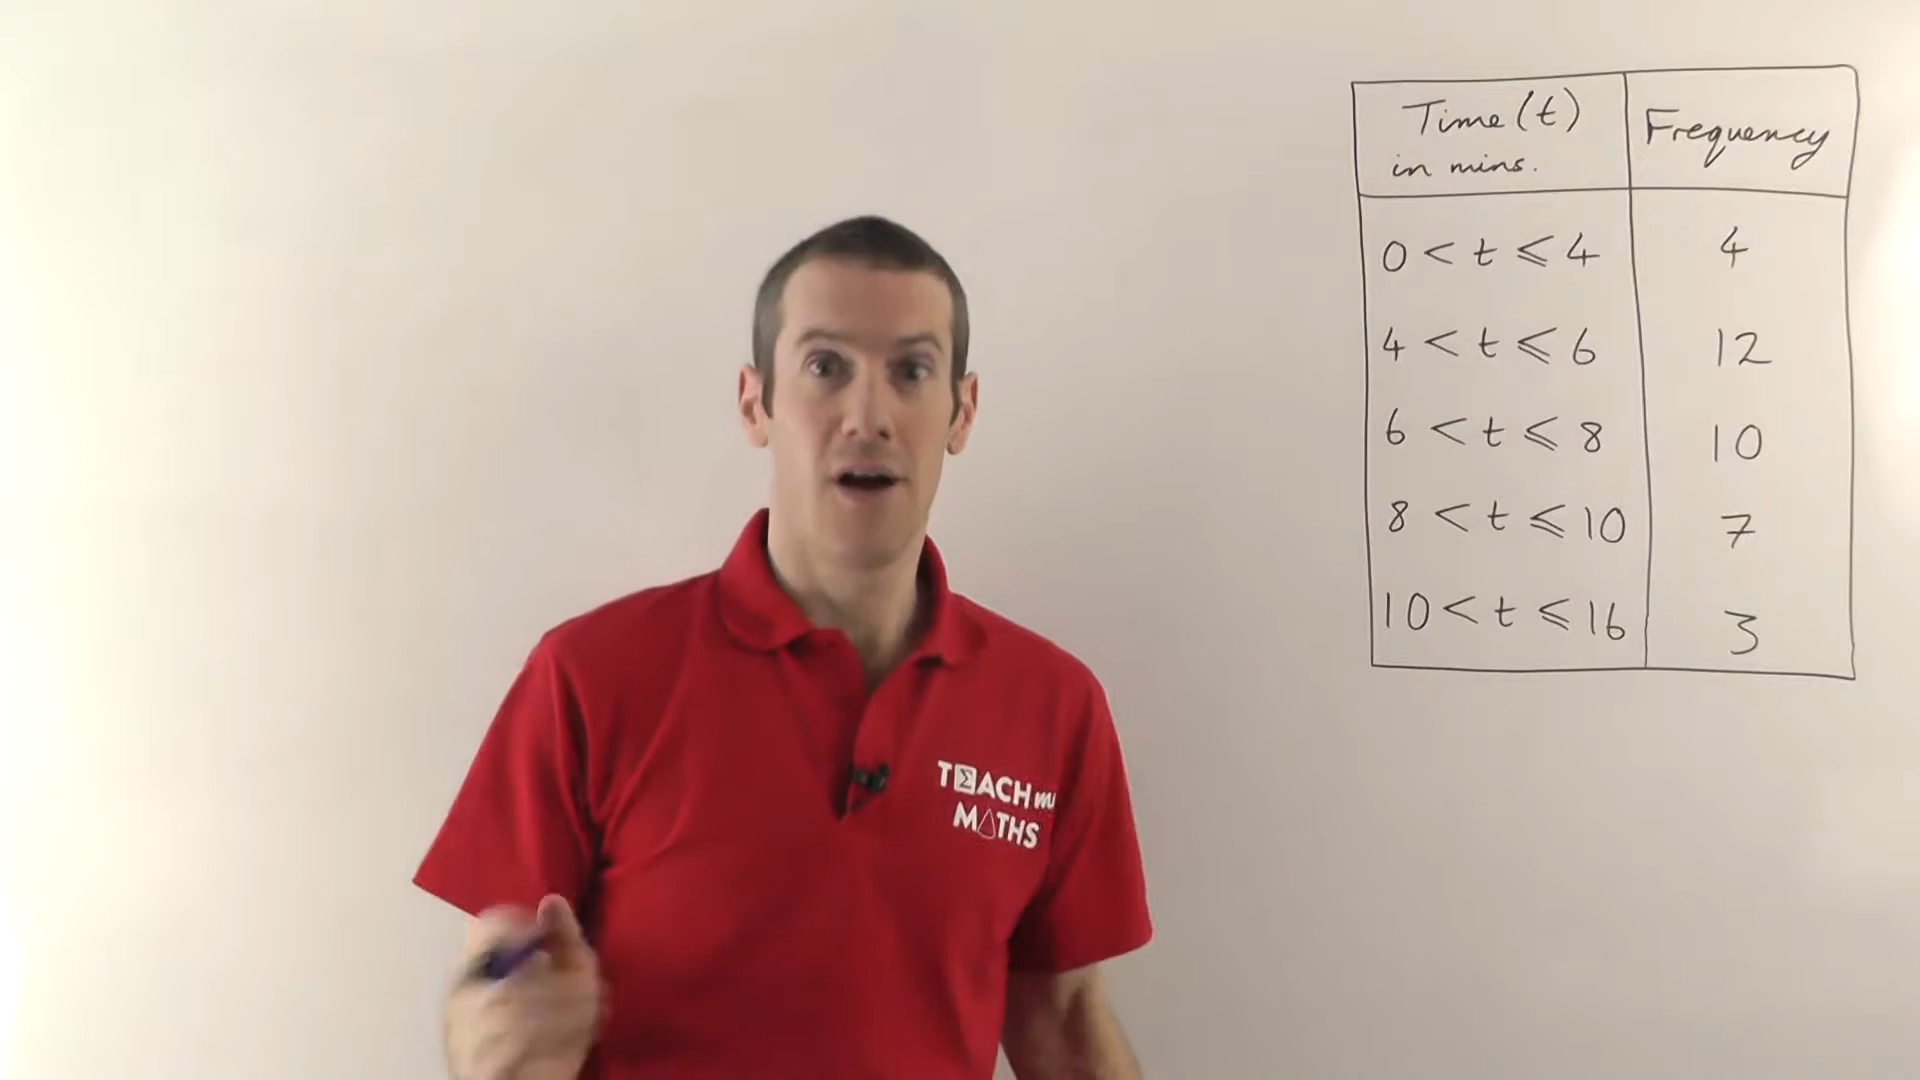 Time (t) Frequency
in mins.
0 < t ⩽ 4 4
4 < t ⩽ 6 12
6 < t ⩽ 8 10
8 < t ⩽ 10 7
10 < t ⩽ 16 3
TEACH me
MATHS